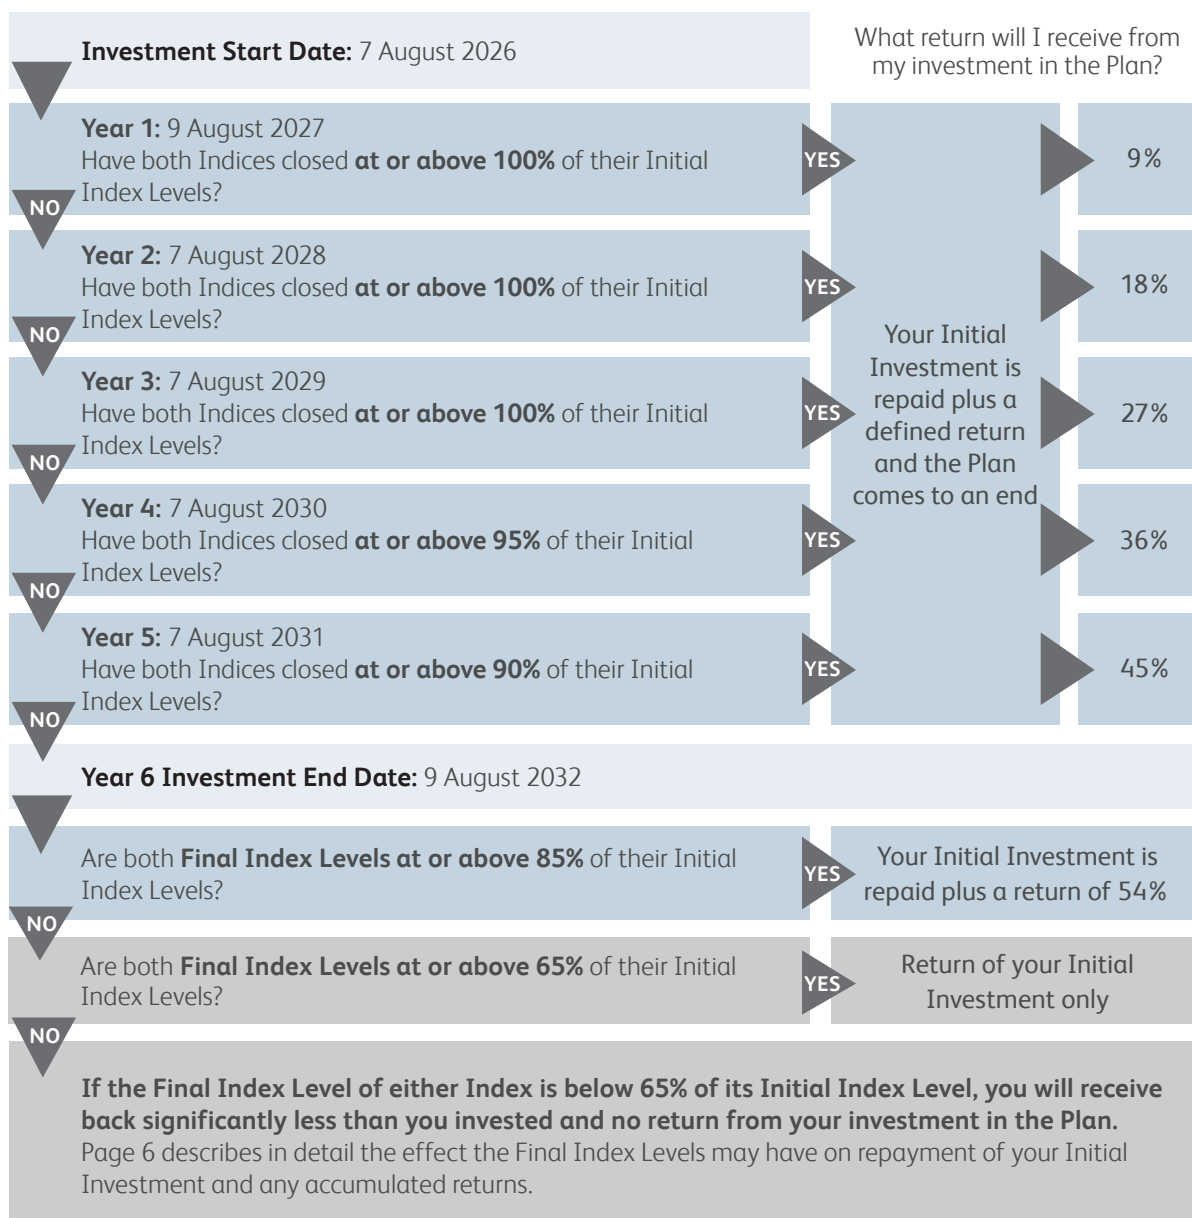 Investment Start Date: 7 August 2026
What return will I receive from
my investment in the Plan?
Year 1: 9 August 2027
Have both Indices closed at or above 100% of their Initial
Index Levels?
YES
9%
NO
Year 2: 7 August 2028
Have both Indices closed at or above 100% of their Initial
Index Levels?
YES
18%
NO
Year 3: 7 August 2029
Have both Indices closed at or above 100% of their Initial
Index Levels?
YES
27%
NO
Year 4: 7 August 2030
Have both Indices closed at or above 95% of their Initial
Index Levels?
YES
36%
NO
Year 5: 7 August 2031
Have both Indices closed at or above 90% of their Initial
Index Levels?
YES
45%
NO
Your Initial
Investment is
repaid plus a
defined return
and the Plan
comes to an end
Year 6 Investment End Date: 9 August 2032
Are both Final Index Levels at or above 85% of their Initial
Index Levels?
YES
Your Initial Investment is
repaid plus a return of 54%
NO
Are both Final Index Levels at or above 65% of their Initial
Index Levels?
YES
Return of your Initial
Investment only
NO
If the Final Index Level of either Index is below 65% of its Initial Index Level, you will receive
back significantly less than you invested and no return from your investment in the Plan.
Page 6 describes in detail the effect the Final Index Levels may have on repayment of your Initial
Investment and any accumulated returns.